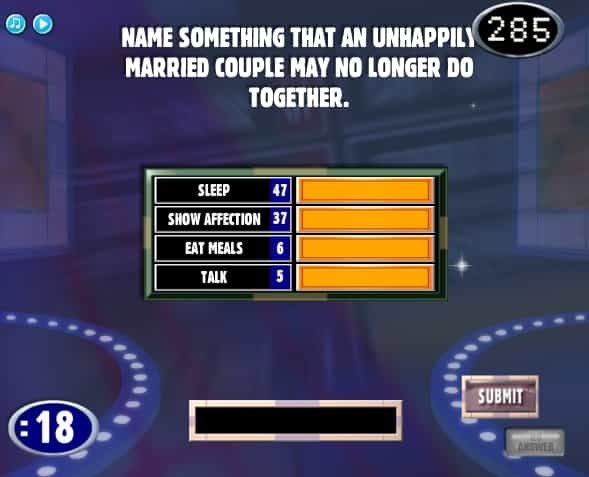 285
NAME SOMETHING THAT AN UNHAPPILY
MARRIED COUPLE MAY NO LONGER DO
TOGETHER.
SLEEP 47
SHOW AFFECTION 37
EAT MEALS 6
TALK 5
SUBMIT
:18
ANSWER